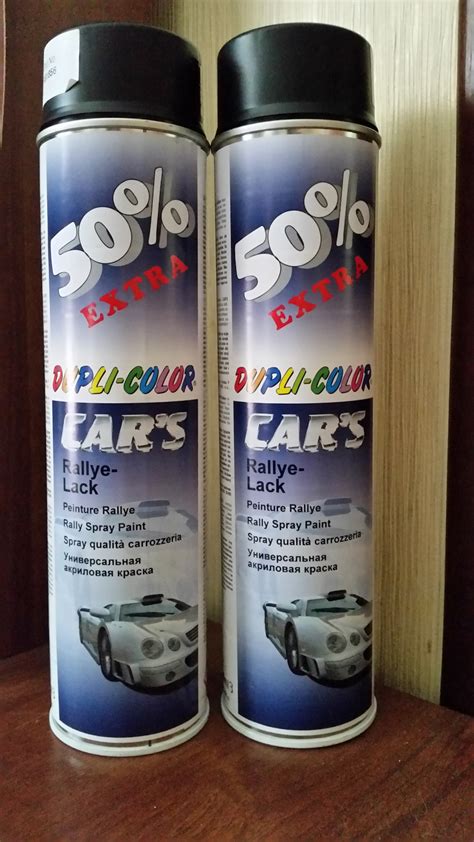 50%
EXTRA
DUPLI-COLOR
CAR'S
Rallye-
Lack
Peinture Rallye
Rally Spray Paint
Spray qualità carrozzeria
Универсальная
акриловая краска
50%
EXTRA
DUPLI-COLOR
CAR'S
Rallye-
Lack
Peinture Rallye
Rally Spray Paint
Spray qualità carrozzeria
Универсальная
акриловая краска